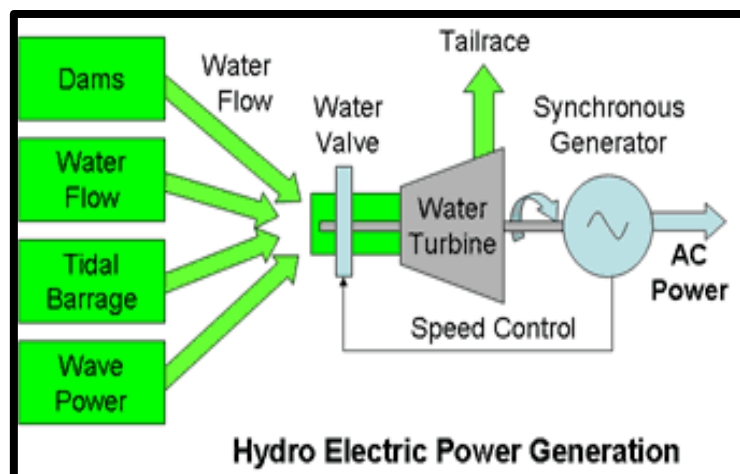 Dams
Water
Flow
Tidal
Barrage
Wave
Power
Water
Flow
Water
Valve
Tailrace
Water
Turbine
Synchronous
Generator
AC
Power
Speed Control
Hydro Electric Power Generation